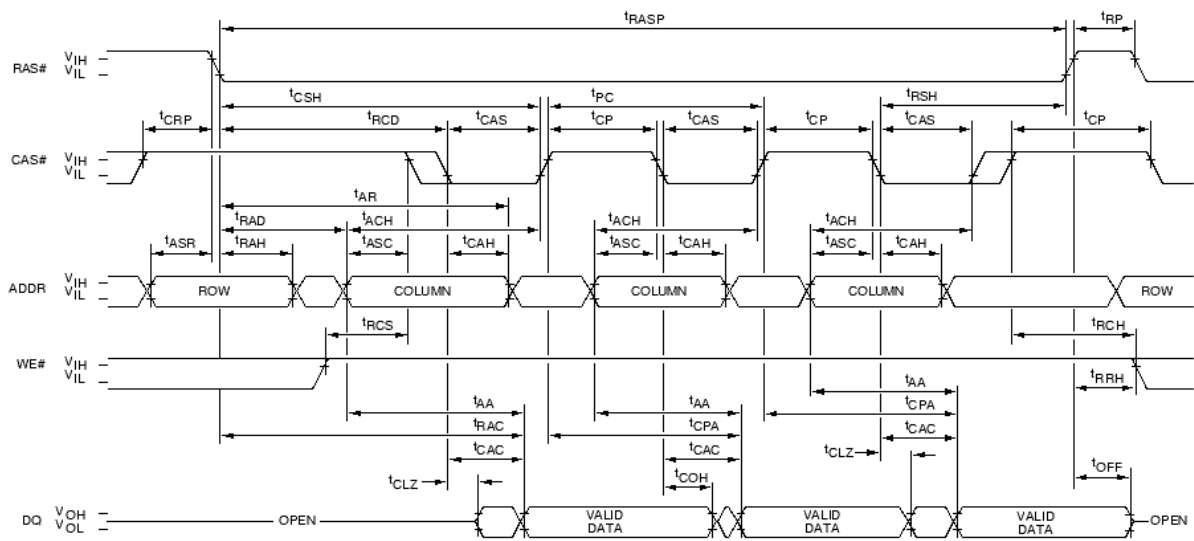 tRASP tRP
RAS# VIH
VIL
tCSH tPC tRSH
tCRP tRCD tCAS tCP tCAS tCP tCAS tCP
CAS# VIH
VIL
tAR
tRAD tACH tACH tACH
tASR tRAH tASC tCAH tASC tCAH tASC tCAH
ADDR VIH
VIL
ROW COLUMN COLUMN COLUMN ROW
tRCS tRCH
WE# VIH
VIL
tRRH
tAA tAA tAA
tRAC tCPA tCPA
tCAC tCAC tCAC
tCLZ tCOH tCLZ tOFF
DQ VOH
VOL
OPEN VALID DATA VALID DATA VALID DATA OPEN